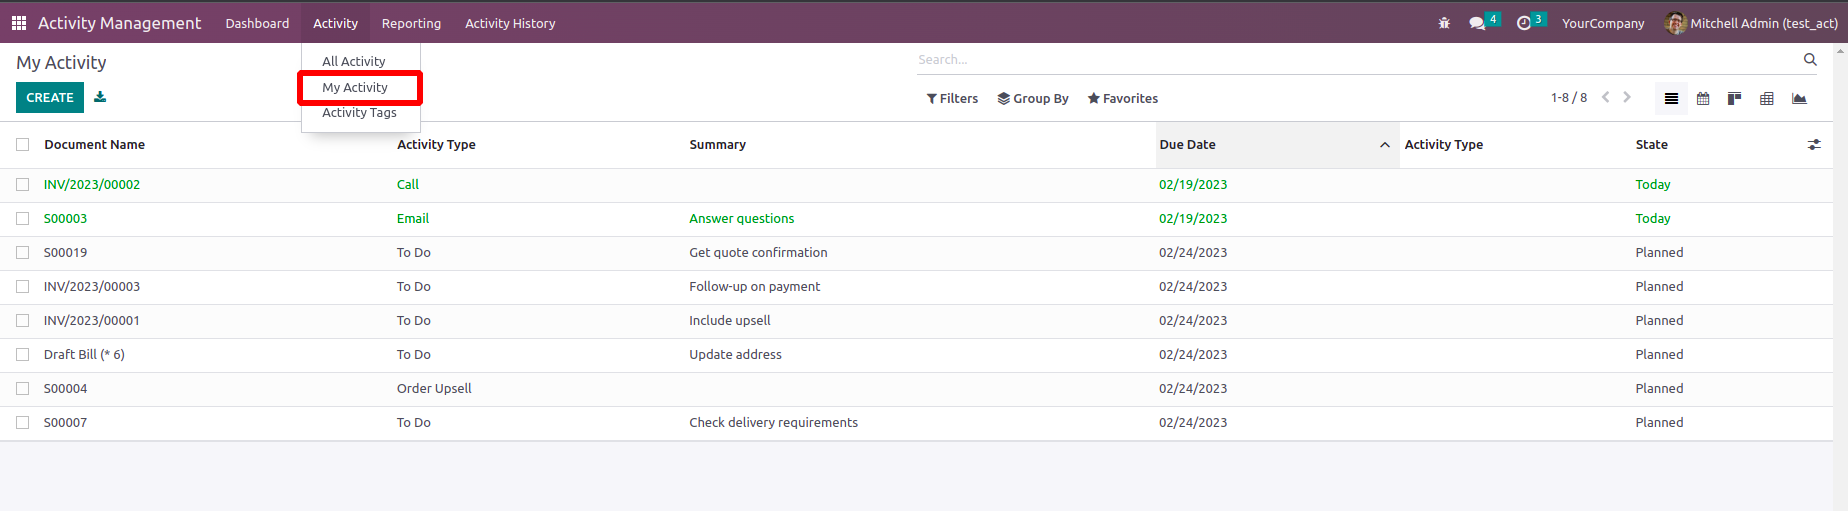 Activity Management Dashboard Activity Reporting Activity History 4 3 YourCompany Mitchell Admin (test_act)
My Activity All Activity Search...
CREATE My Activity Filters Group By Favorites 1-8 / 8
Activity Tags
Document Name Activity Type Summary Due Date Activity Type State
INV/2023/00002 Call 02/19/2023 Today
S00003 Email Answer questions 02/19/2023 Today
S00019 To Do Get quote confirmation 02/24/2023 Planned
INV/2023/00003 To Do Follow-up on payment 02/24/2023 Planned
INV/2023/00001 To Do Include upsell 02/24/2023 Planned
Draft Bill (* 6) To Do Update address 02/24/2023 Planned
S00004 Order Upsell 02/24/2023 Planned
S00007 To Do Check delivery requirements 02/24/2023 Planned